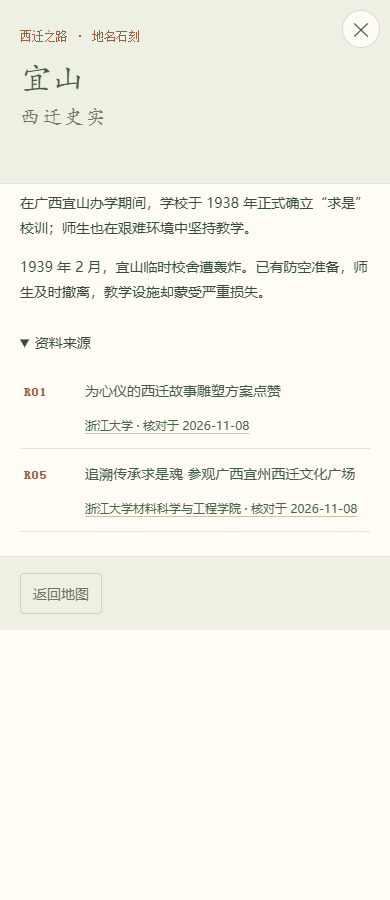 西迁之路 · 地名石刻
宜山
西迁史实
在广西宜山办学期间，学校于 1938 年正式确立“求是”
校训；师生也在艰难环境中坚持教学。
1939 年 2 月，宜山临时校舍遭轰炸。已有防空准备，师
生及时撤离，教学设施却蒙受严重损失。
▼ 资料来源
R01 为心仪的西迁故事雕塑方案点赞
浙江大学 · 核对于 2026-11-08
R05 追溯传承求是魂 参观广西宜州西迁文化广场
浙江大学材料科学与工程学院 · 核对于 2026-11-08
返回地图